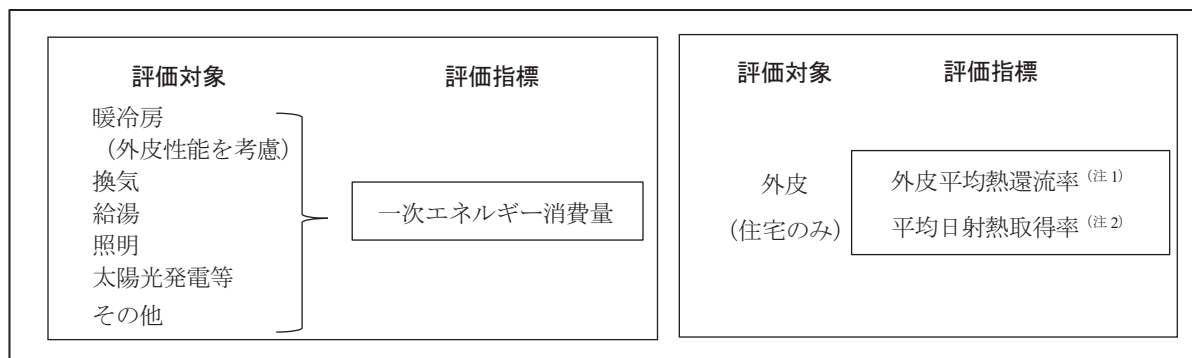 評価対象
評価指標
暖冷房
(外皮性能を考慮)
換気
給湯
照明
太陽光発電等
その他
一次エネルギー消費量
評価対象
評価指標
外皮
(住宅のみ)
外皮平均熱還流率 (注1)
平均日射熱取得率 (注2)